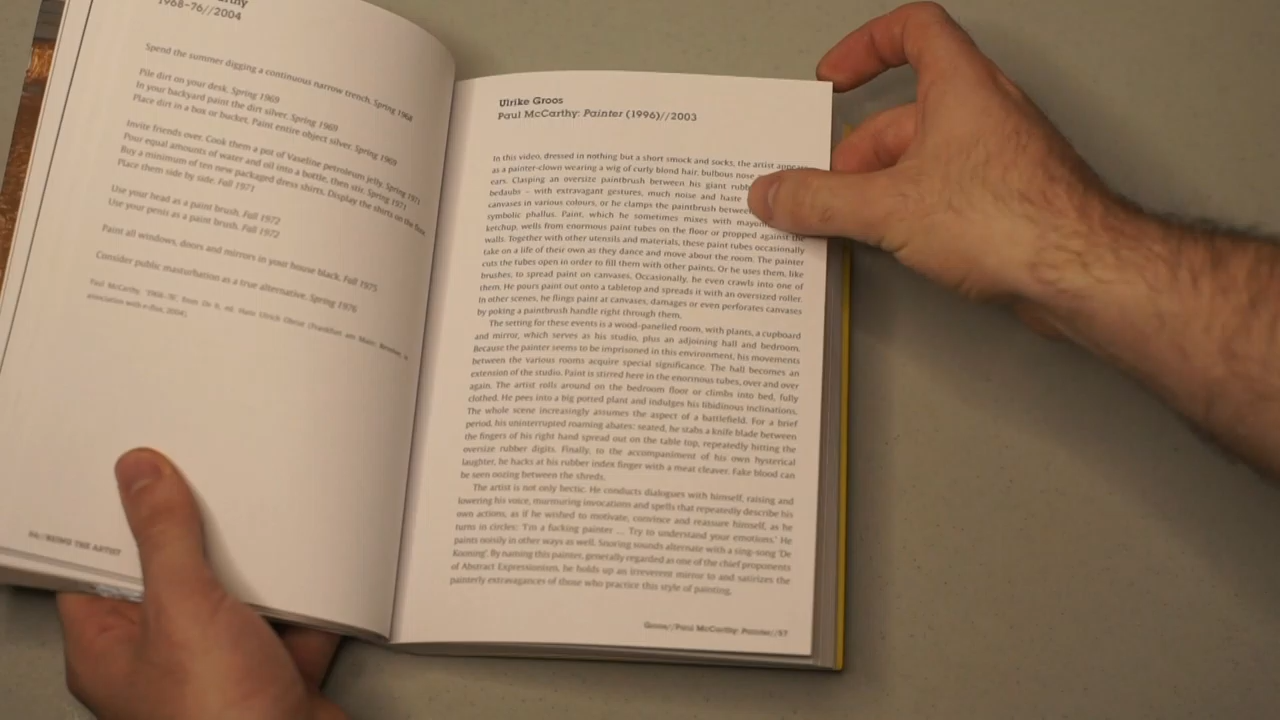 1968–76//2004
Spend the summer digging a continuous narrow trench. Spring 1968
Pile dirt on your desk. Spring 1969
In your backyard paint the dirt silver. Spring 1969
Place dirt in a box or bucket. Paint entire object silver. Spring 1969
Invite friends over. Cook them a pot of Vaseline petroleum jelly. Spring 1971
Pour equal amounts of water and oil into a bottle, then stir. Spring 1971
Buy a minimum of ten new packaged dress shirts. Display the shirts on the floor.
Place them side by side. Fall 1971
Use your head as a paint brush. Fall 1972
Use your penis as a paint brush. Fall 1972
Paint all windows, doors and mirrors in your house black. Fall 1975
Consider public masturbation as a true alternative. Spring 1976
Paul McCarthy, '1968-76', from Do It, ed. Hans Ulrich Obrist (Frankfurt am Main: Revolver, in
association with e-flux, 2004).
//BEING THE ARTIST
Ulrike Groos
Paul McCarthy: Painter (1996)//2003
In this video, dressed in nothing but a short smock and socks, the artist appears
as a painter-clown wearing a wig of curly blond hair, bulbous nose
ears. Clasping an oversize paintbrush between his giant
bedaubs – with extravagant gestures, much noise and haste
canvases in various colours, or he clamps the paintbrush between
symbolic phallus. Paint, which he sometimes mixes with
ketchup, wells from enormous paint tubes on the floor or propped against the
walls. Together with other utensils and materials, these paint tubes occasionally
take on a life of their own as they dance and move about the room. The painter
cuts the tubes open in order to fill them with other paints. Or he uses them, like
brushes, to spread paint on canvases. Occasionally, he even crawls into one of
them. He pours paint out onto a tabletop and spreads it with an oversized roller.
In other scenes, he flings paint at canvases, damages or even perforates canvases
by poking a paintbrush handle right through them.
The setting for these events is a wood-panelled room, with plants, a cupboard
and mirror, which serves as his studio, plus an adjoining hall and bedroom.
Because the painter seems to be imprisoned in this environment, his movements
between the various rooms acquire special significance. The hall becomes an
extension of the studio. Paint is stirred here in the enormous tubes, over and over
again. The artist rolls around on the bedroom floor or climbs into bed, fully
clothed. He pees into a big potted plant and indulges his libidinous inclinations.
The whole scene increasingly assumes the aspect of a battlefield. For a brief
period, his uninterrupted roaming abates: seated, he stabs a knife blade between
the fingers of his right hand spread out on the table top, repeatedly hitting the
oversize rubber digits. Finally, to the accompaniment of his own hysterical
laughter, he hacks at his rubber index finger with a meat cleaver. Fake blood can
be seen oozing between the shreds.
The artist is not only hectic. He conducts dialogues with himself, raising and
lowering his voice, murmuring invocations and spells that repeatedly describe his
own actions, as if he wished to motivate, convince and reassure himself, as he
turns in circles: 'I'm a fucking painter ... Try to understand your emotions.' He
paints noisily in other ways as well. Snoring sounds alternate with a sing-song 'De
Kooning'. By naming this painter, generally regarded as one of the chief proponents
of Abstract Expressionism, he holds up an irreverent mirror to and satirizes the
painterly extravagances of those who practice this style of painting.
Groos//Paul McCarthy: Painter//57